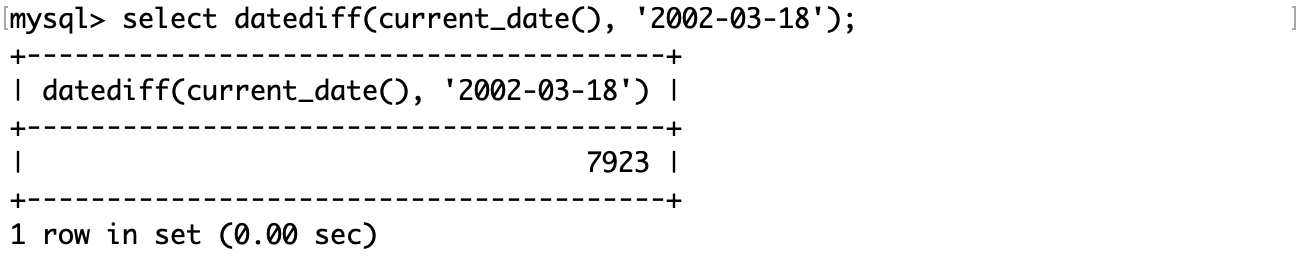 [mysql> select datediff(current_date(), '2002-03-18'); ]
+----------------------------------------+
| datediff(current_date(), '2002-03-18') |
+----------------------------------------+
|                                   7923 |
+----------------------------------------+
1 row in set (0.00 sec)